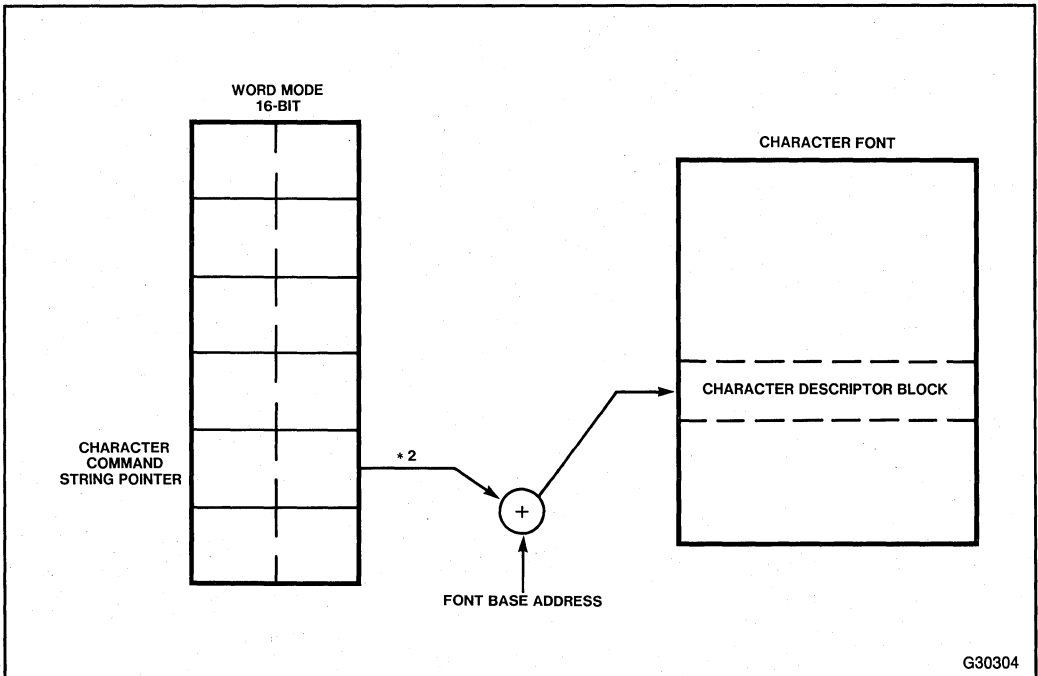 WORD MODE
16-BIT
CHARACTER FONT
CHARACTER DESCRIPTOR BLOCK
CHARACTER
COMMAND
STRING POINTER
* 2
+
FONT BASE ADDRESS
G30304